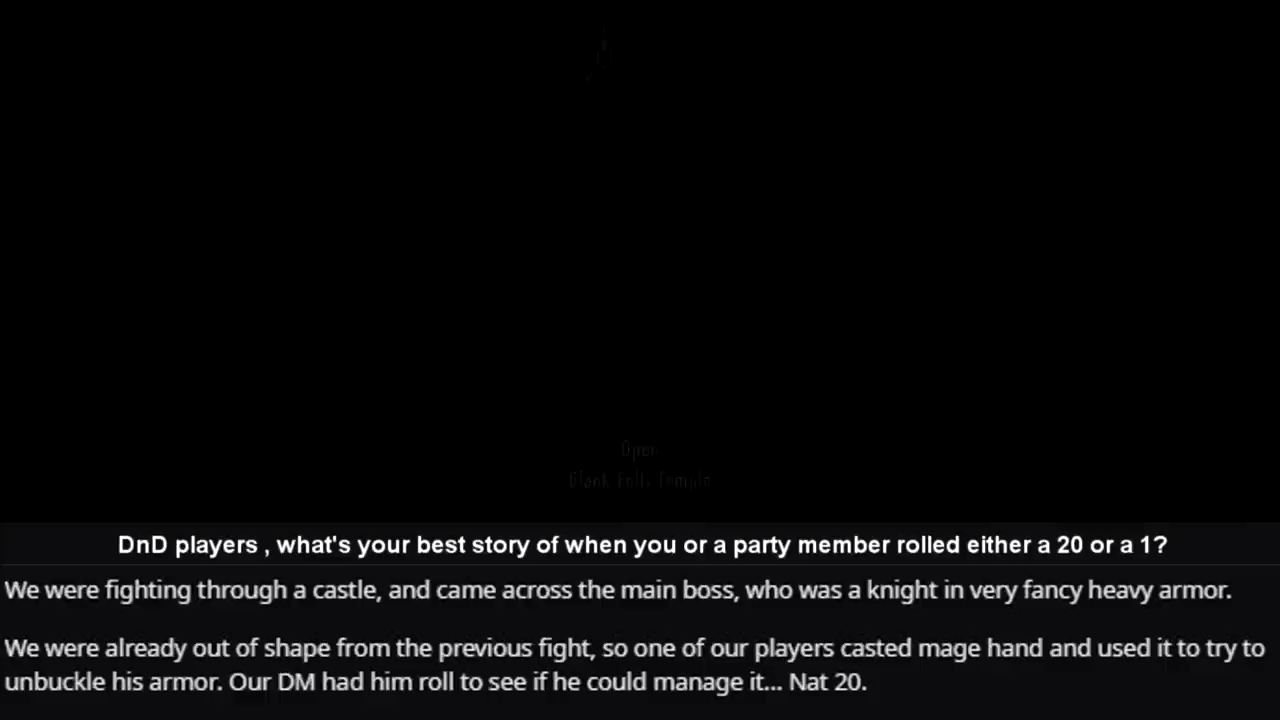 Open
DnD players , what's your best story of when you or a party member rolled either a 20 or a 1?
We were fighting through a castle, and came across the main boss, who was a knight in very fancy heavy armor.
We were already out of shape from the previous fight, so one of our players casted mage hand and used it to try to
unbuckle his armor. Our DM had him roll to see if he could manage it... Nat 20.